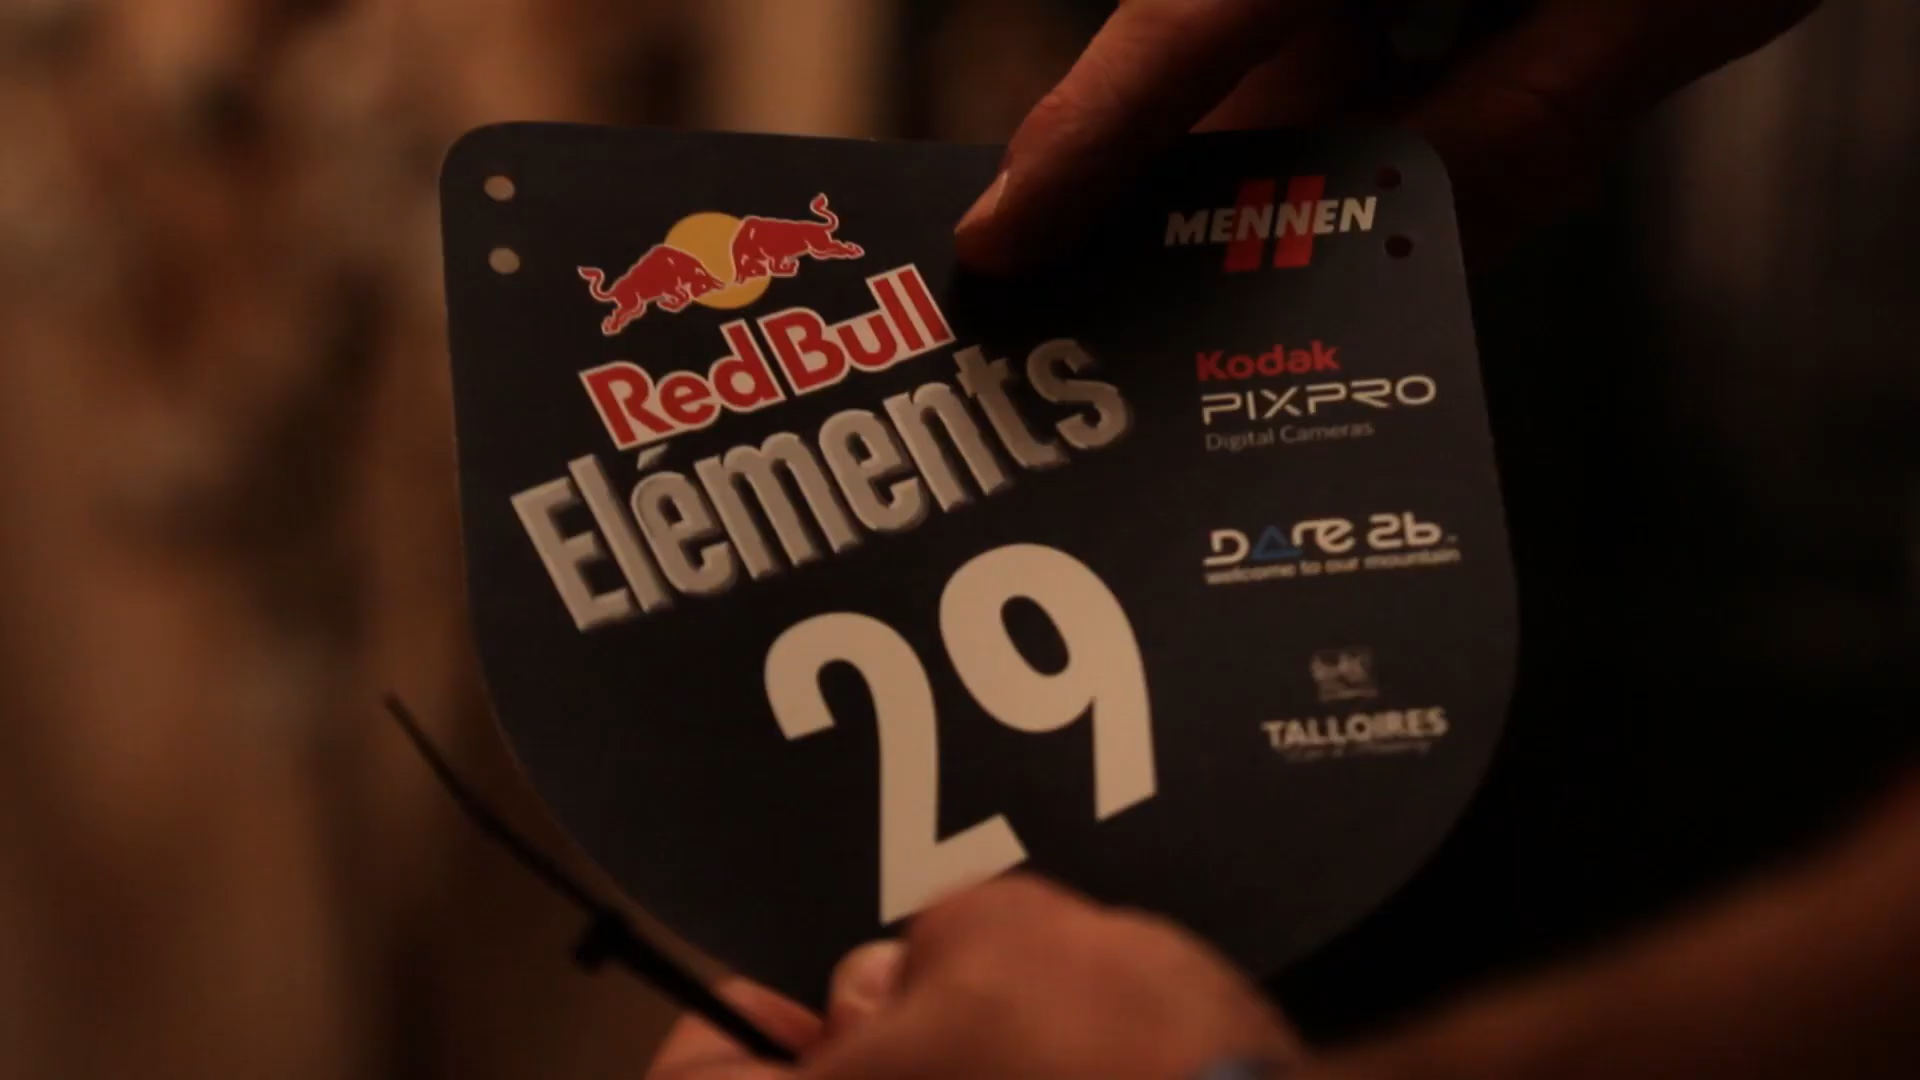 Red Bull
Eléments
29
MENNEN
Kodak
PIXPRO
Digital Cameras
DARe 2b
welcome to our mountain
TALLOIRES